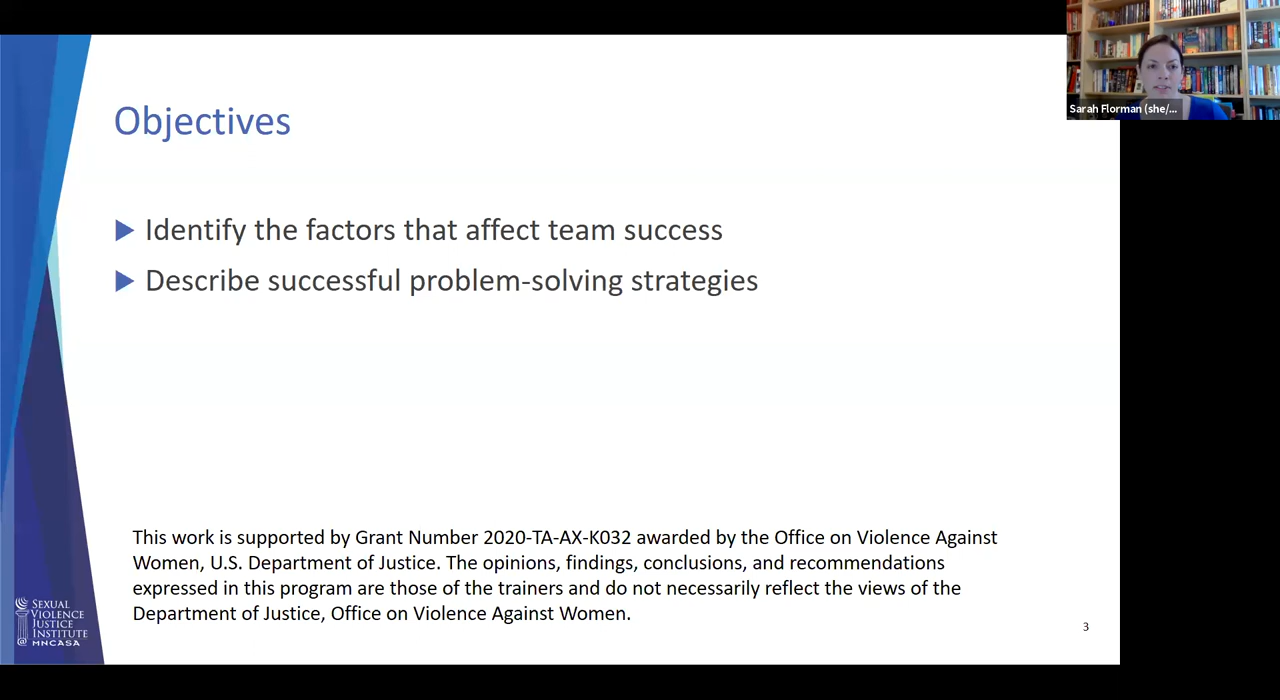 Objectives
Identify the factors that affect team success
Describe successful problem-solving strategies
This work is supported by Grant Number 2020-TA-AX-K032 awarded by the Office on Violence Against
Women, U.S. Department of Justice. The opinions, findings, conclusions, and recommendations
expressed in this program are those of the trainers and do not necessarily reflect the views of the
Department of Justice, Office on Violence Against Women.
3
SEXUAL
VIOLENCE
JUSTICE
INSTITUTE
@ MNCASA
Sarah Florman (she/...